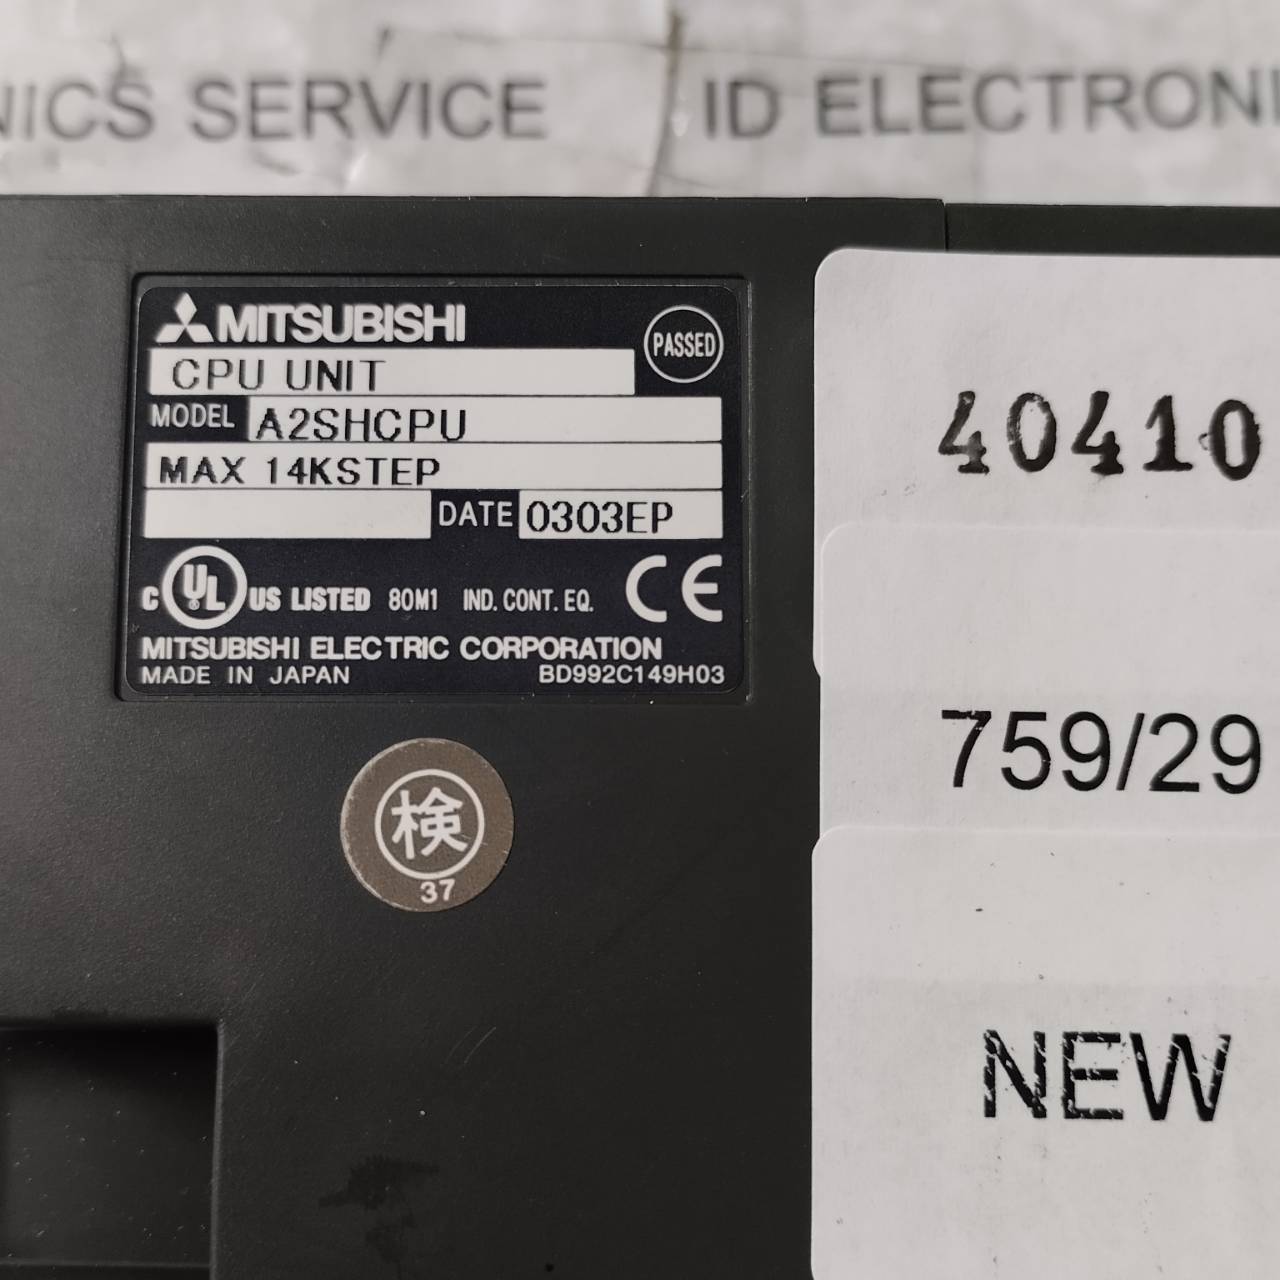 NICS SERVICE ID ELECTRONI
MITSUBISHI
PASSED
CPU UNIT
MODEL A2SHCPU
MAX 14KSTEP
DATE 0303EP
C UL US LISTED 80M1 IND. CONT. EQ. CE
MITSUBISHI ELECTRIC CORPORATION
MADE IN JAPAN BD992C149H03
検
37
40410
759/29
NEW